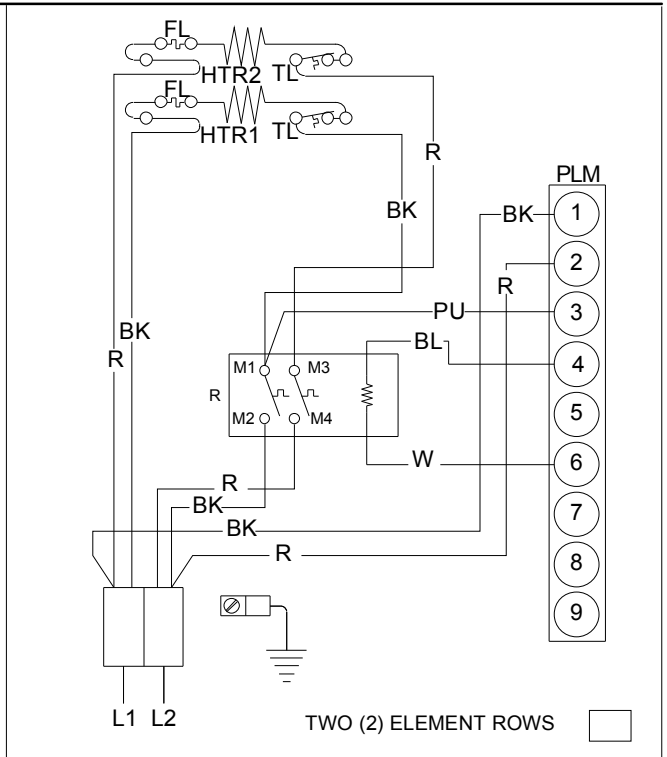 FL
HTR2 TL
FL
HTR1 TL
R
PLM
BK
BK 1
2
R
PU 3
BK
BL 4
R
M1 M3
R
5
M2 M4
W 6
R
BK
7
BK
R
8
9
L1 L2
TWO (2) ELEMENT ROWS